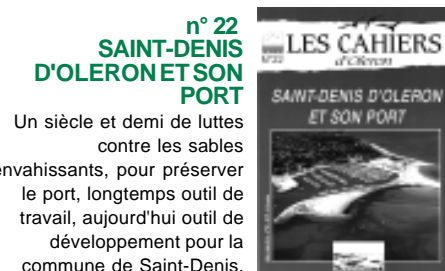 n° 22
SAINT-DENIS
D'OLERON ET SON
PORT
Un siècle et demi de luttes
contre les sables
envahissants, pour préserver
le port, longtemps outil de
travail, aujourd'hui outil de
développement pour la
commune de Saint-Denis.
LES CAHIERS
N°22
d'Oleron
SAINT-DENIS D'OLERON
ET SON PORT